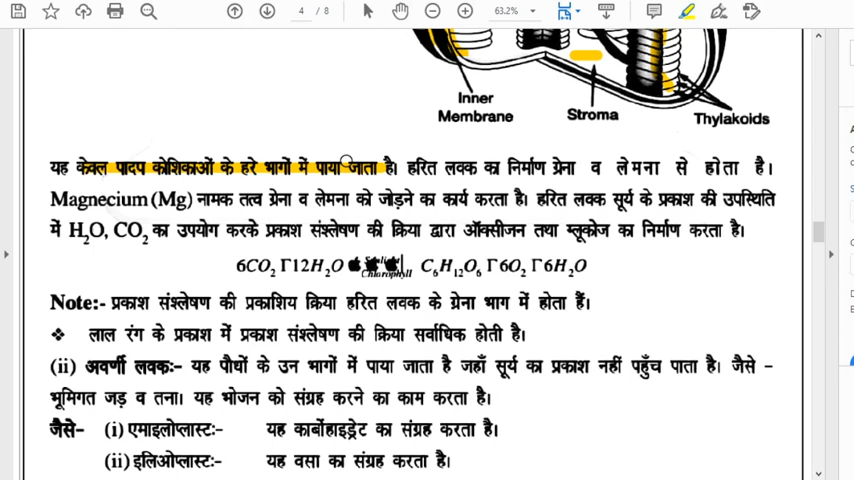 4 / 8
63.2%
Inner
Membrane
Stroma
Thylakoids
यह केवल पादप कोशिकाओं के हरे भागों में पाया जाता है। हरित लवक का निर्माण ग्रेना व लेमना से होता है।
Magnecium (Mg) नामक तत्व ग्रेना व लेमना को जोड़ने का कार्य करता है। हरित लवक सूर्य के प्रकाश की उपस्थिति
में H₂O, CO₂ का उपयोग करके प्रकाश संश्लेषण की क्रिया द्वारा ऑक्सीजन तथा ग्लूकोज का निर्माण करता है।
6CO₂ Γ12H₂O Chlorophyll C₆H₁₂O₆ Γ6O₂ Γ6H₂O
Note:- प्रकाश संश्लेषण की प्रकाशिय क्रिया हरित लवक के ग्रेना भाग में होता हैं।
❖ लाल रंग के प्रकाश में प्रकाश संश्लेषण की क्रिया सर्वाधिक होती है।
(ii) अवर्णी लवकः- यह पौधों के उन भागों में पाया जाता है जहाँ सूर्य का प्रकाश नहीं पहुँच पाता है। जैसे -
भूमिगत जड़ व तना। यह भोजन को संग्रह करने का काम करता है।
जैसेः- (i) एमाइलोप्लास्टः- यह कार्बोहाइड्रेट का संग्रह करता है।
(ii) इलिओप्लास्टः- यह वसा का संग्रह करता है।